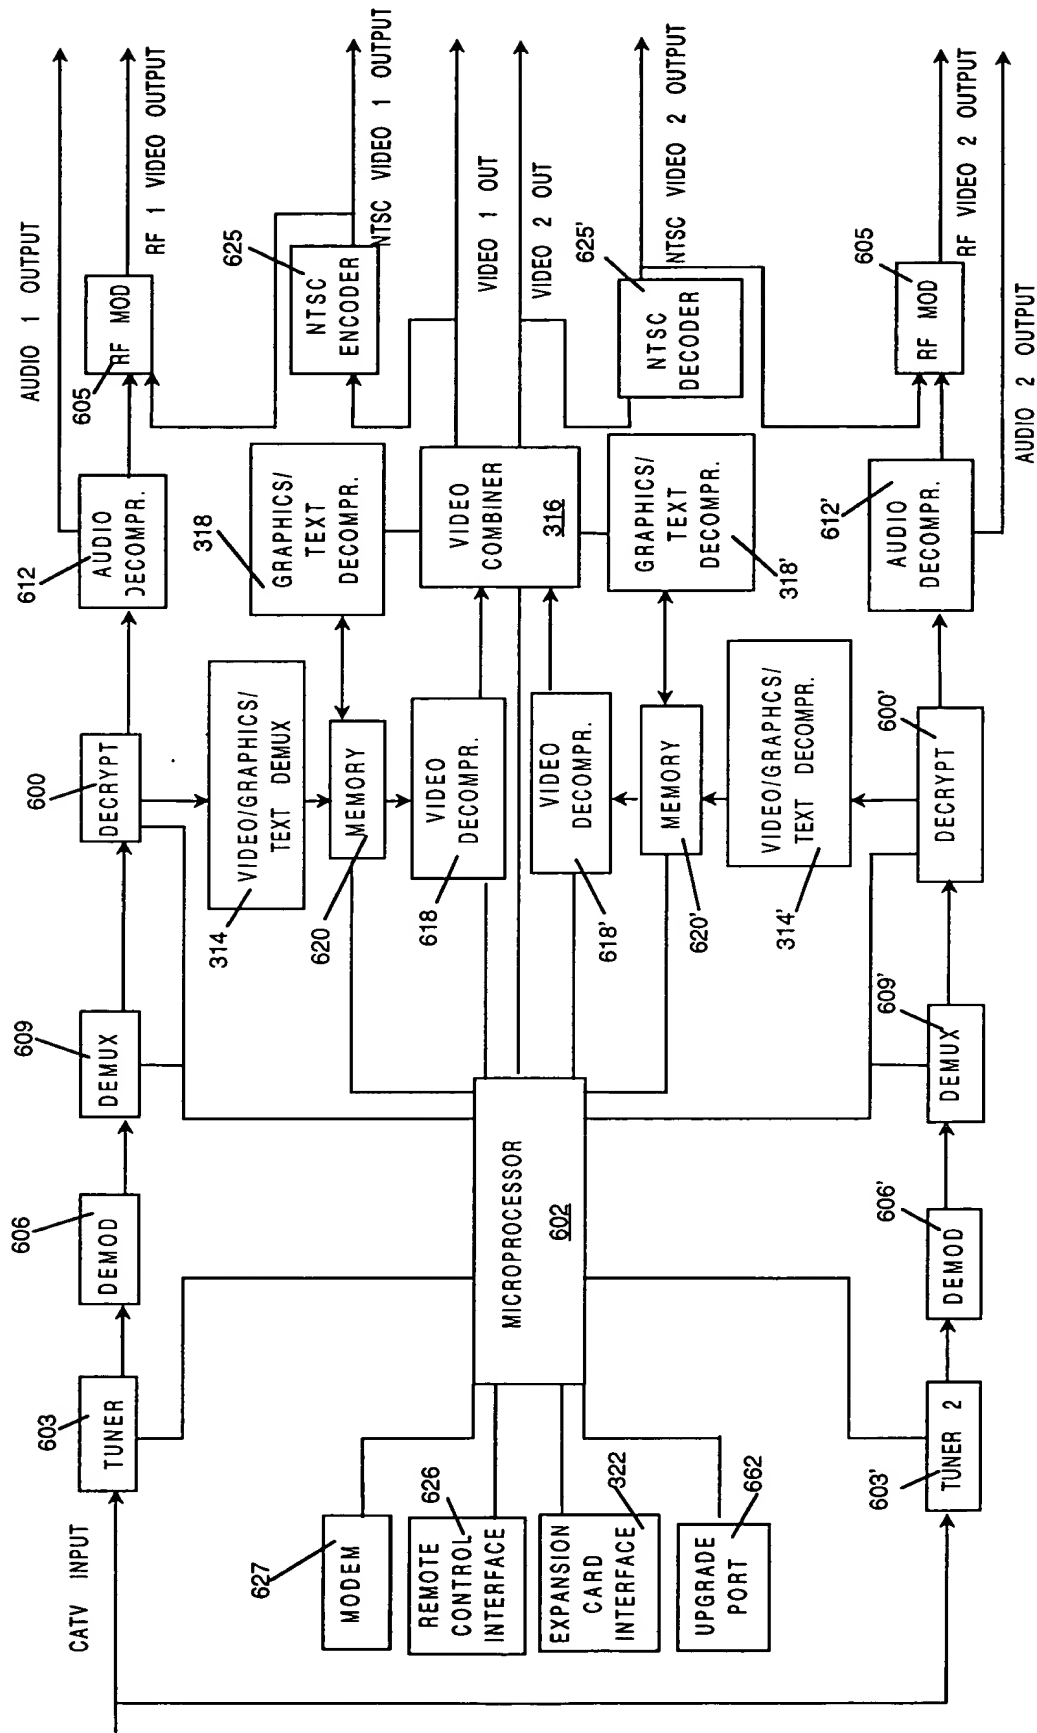 CATV INPUT
603
TUNER
606
DEMOD
609
DEMUX
600
DECRYPT
612
AUDIO
DECOMPR.
AUDIO 1 OUTPUT
605
RF MOD
RF 1 VIDEO OUTPUT
314
VIDEO/GRAPHICS/
TEXT DEMUX
318
GRAPHICS/
TEXT
DECOMPR.
625
NTSC
ENCODER
NTSC VIDEO 1 OUTPUT
627
MODEM
620
MEMORY
626
REMOTE
CONTROL
INTERFACE
618
VIDEO
DECOMPR.
VIDEO
COMBINER
316
VIDEO 1 OUT
VIDEO 2 OUT
MICROPROCESSOR
602
322
EXPANSION
CARD
INTERFACE
618'
VIDEO
DECOMPR.
625'
NTSC
DECODER
NTSC VIDEO 2 OUTPUT
662
UPGRADE
PORT
620'
MEMORY
GRAPHICS/
TEXT
DECOMPR.
318'
314'
VIDEO/GRAPHCS/
TEXT DECOMPR.
603'
TUNER 2
606'
DEMOD
609'
DEMUX
600'
DECRYPT
612'
AUDIO
DECOMPR.
605
RF MOD
RF VIDEO 2 OUTPUT
AUDIO 2 OUTPUT